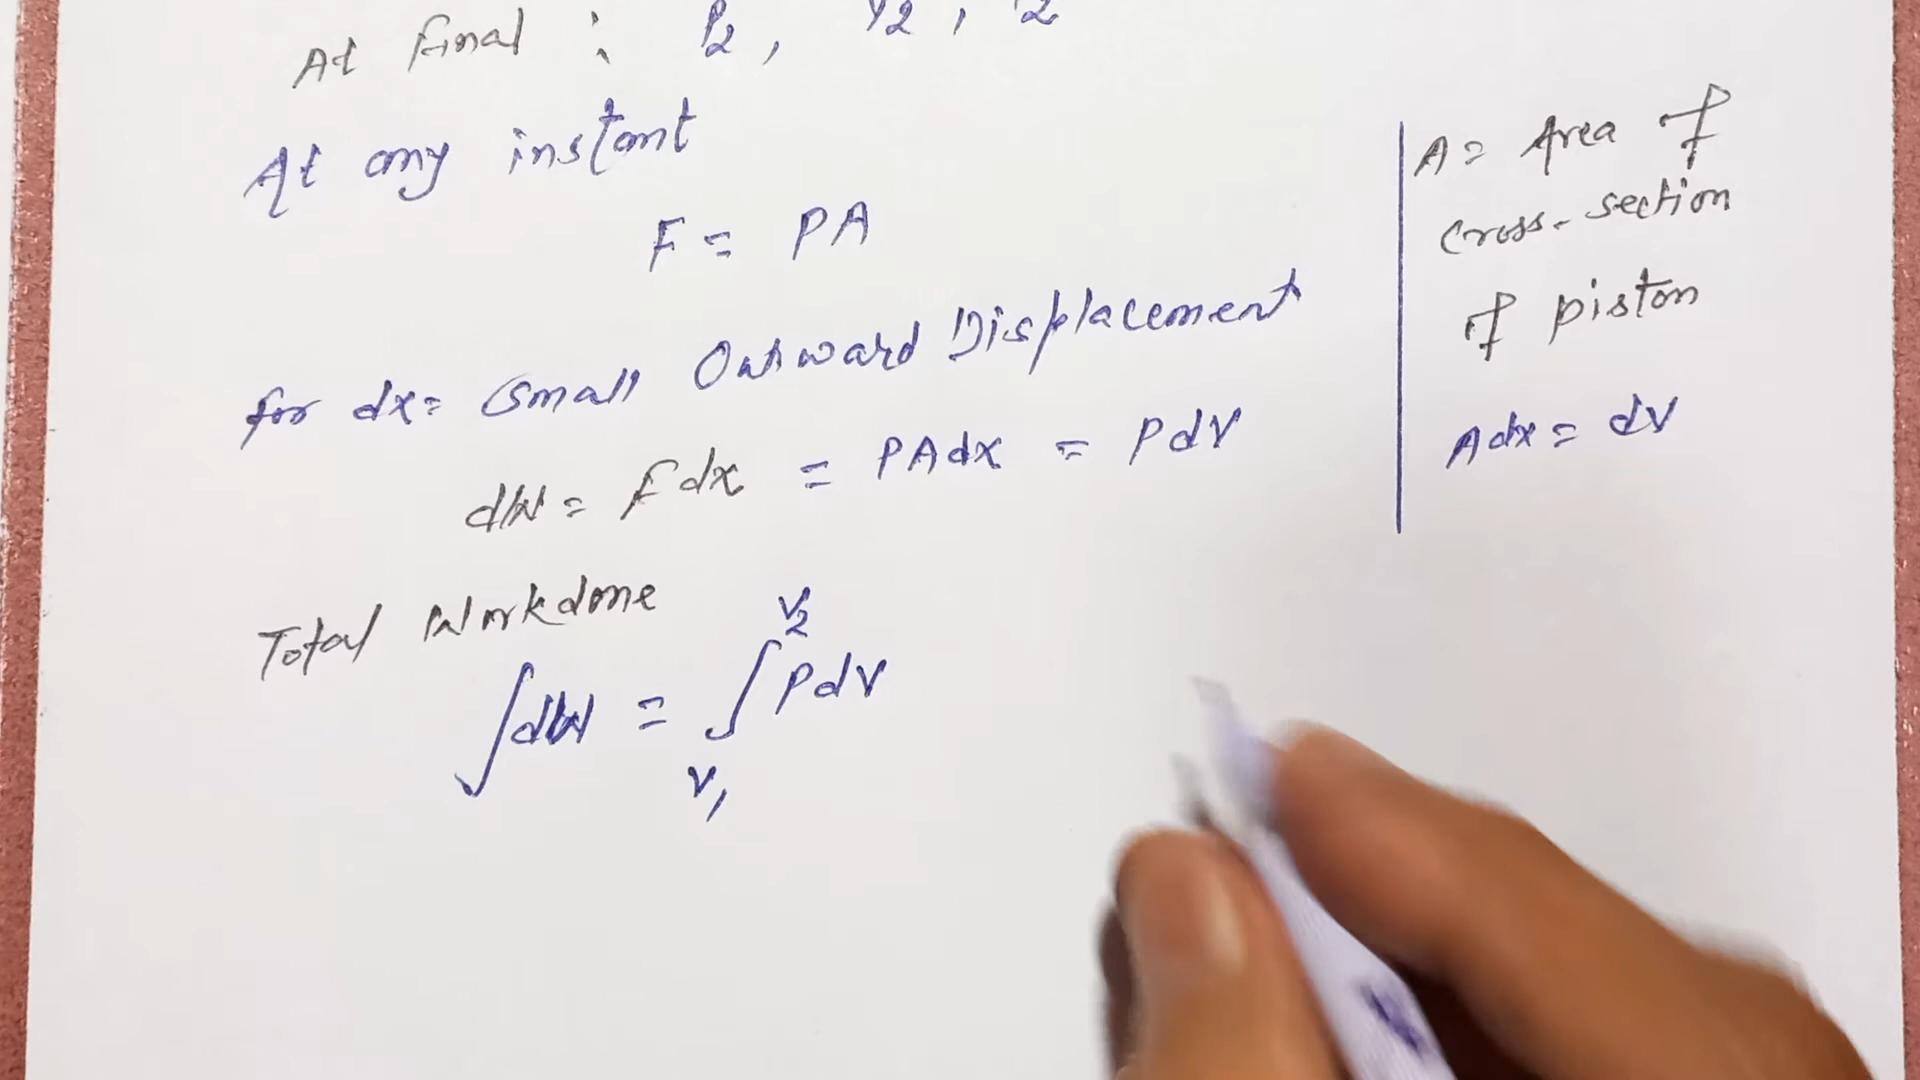 At final : P2, V2, T2
At any instant
F = PA
for dx = small Outward Displacement
dW = Fdx = PAdx = PdV
Total Workdone
∫dW = ∫V1 V2 PdV
A = Area of
cross-section
of piston
Adx = dV